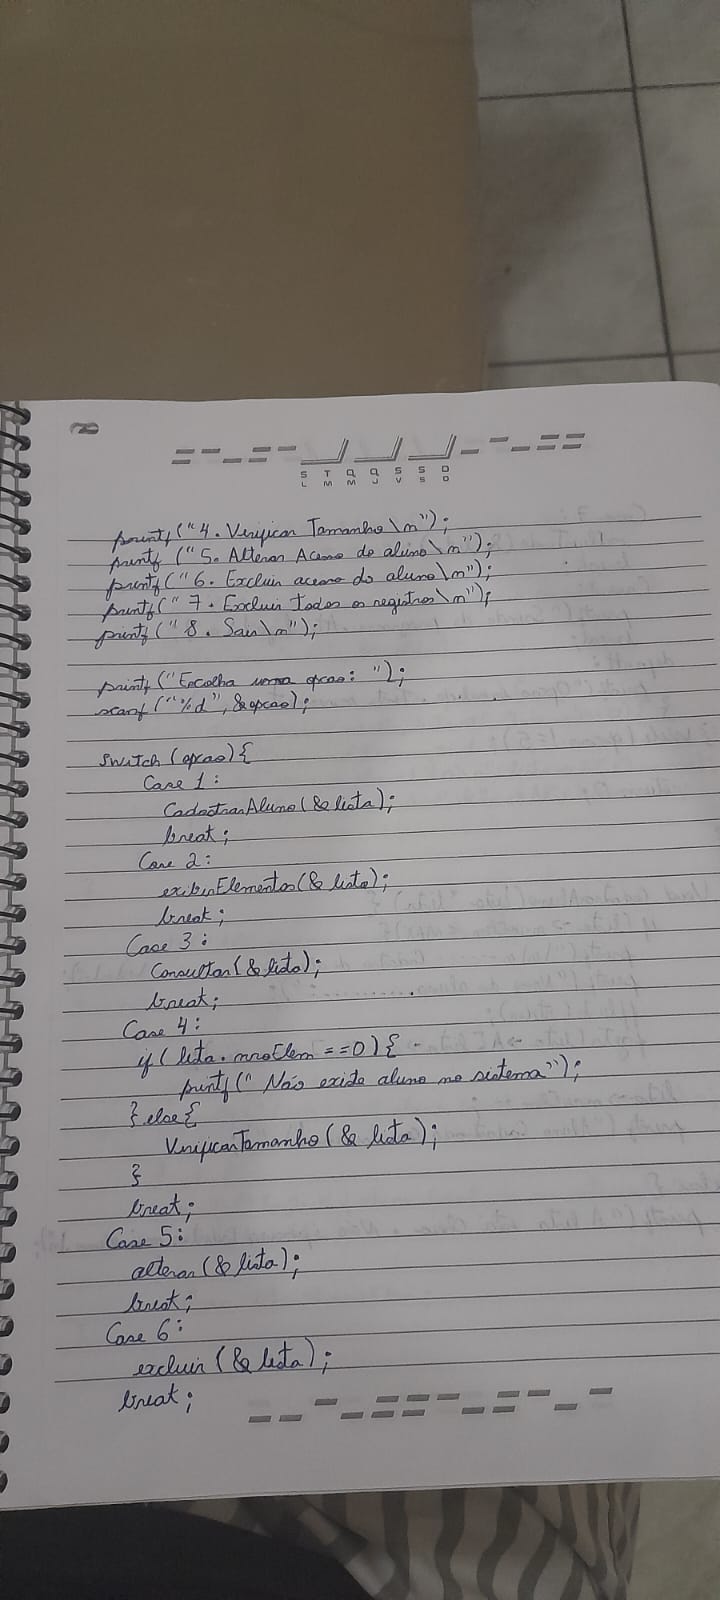 S T Q Q S S D
L M M J V S D
printf("4. Verificar Tamanho\n");
printf ("5. Alterar Acesso do aluno\n");
printf("6. Excluir acesso do aluno\n");
printf("7. Excluir todos os registros\n");
printf ("8. Sair\n");
printf ("Escolha uma opcao: ");
scanf ("%d", &opcao);
switch (opcao){
Case 1:
CadastrarAluno(& lista);
break;
Case 2:
exibirElementos(& lista);
break;
Case 3:
Consultar(& lista);
break;
Case 4:
if ( lista. nroElem ==0){
printf(" Não existe aluno no sistema");
} else{
VerificarTamanho(& lista);
}
break;
Case 5:
alterar(& lista);
break;
Case 6:
excluir (& lista);
break;